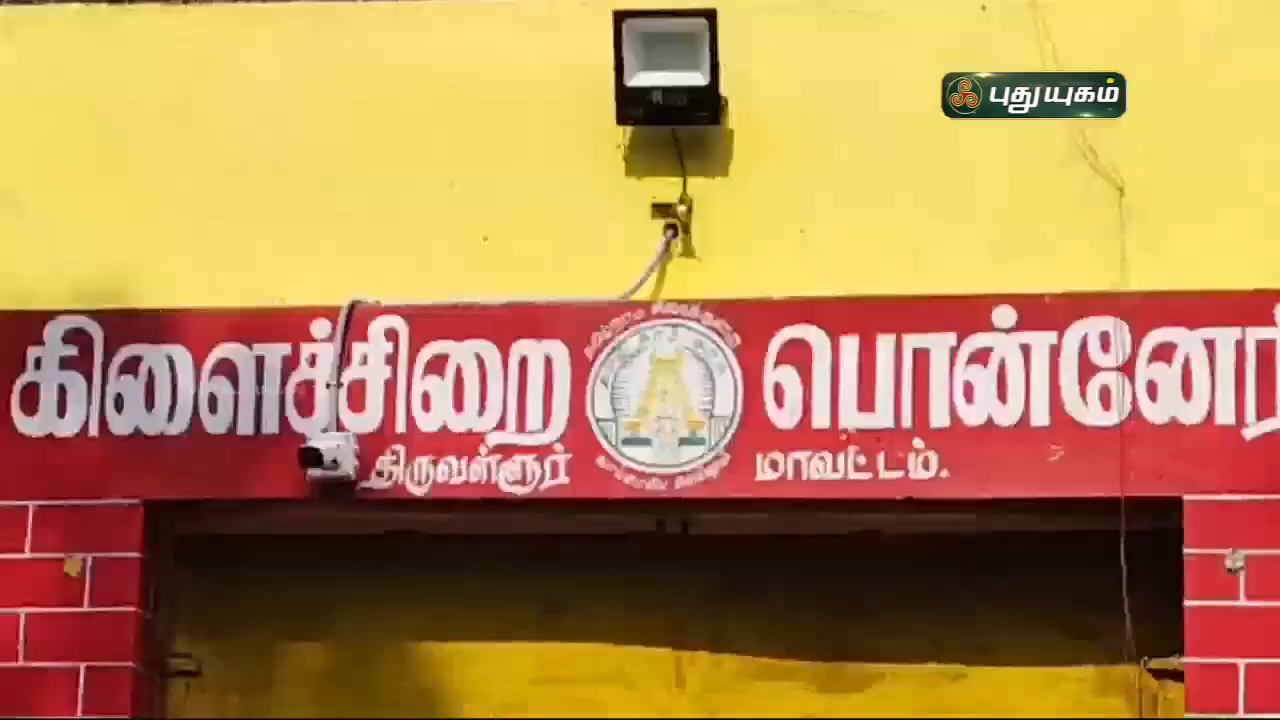 புதுயுகம்
கிளைச்சிறை பொன்னேரி
திருவள்ளூர் மாவட்டம்.